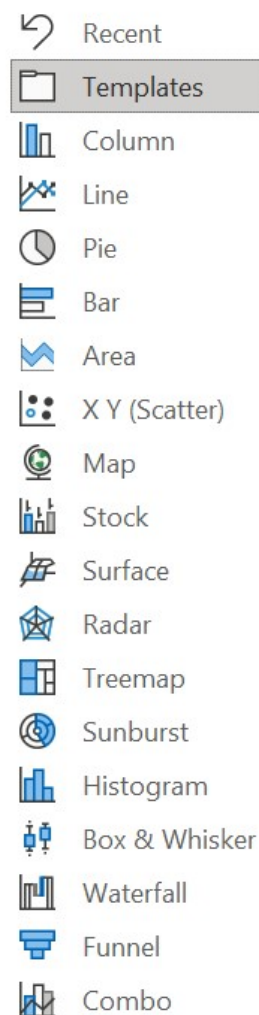 Recent
Templates
Column
Line
Pie
Bar
Area
X Y (Scatter)
Map
Stock
Surface
Radar
Treemap
Sunburst
Histogram
Box & Whisker
Waterfall
Funnel
Combo